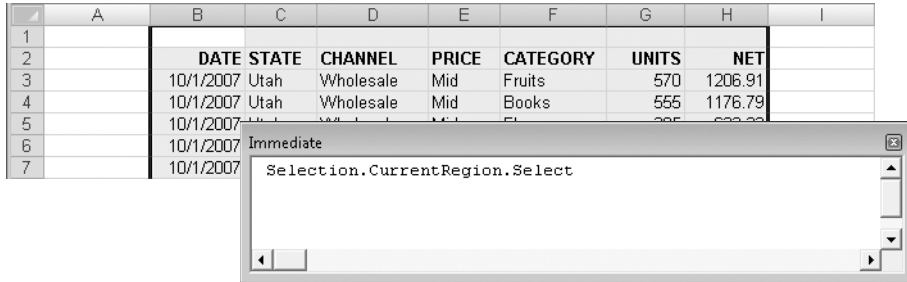 A B C D E F G H I
1
2 DATE STATE CHANNEL PRICE CATEGORY UNITS NET
3 10/1/2007 Utah Wholesale Mid Fruits 570 1206.91
4 10/1/2007 Utah Wholesale Mid Books 555 1176.79
5 10/1/2007
6 10/1/2007
7 10/1/2007
Immediate
Selection.CurrentRegion.Select